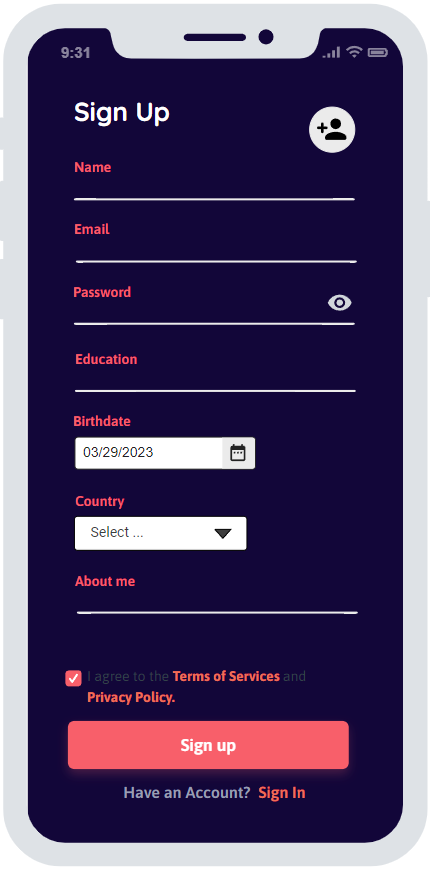 9:31
Sign Up
Name
Email
Password
Education
Birthdate
03/29/2023
Country
Select ...
About me
I agree to the Terms of Services and
Privacy Policy.
Sign up
Have an Account? Sign In